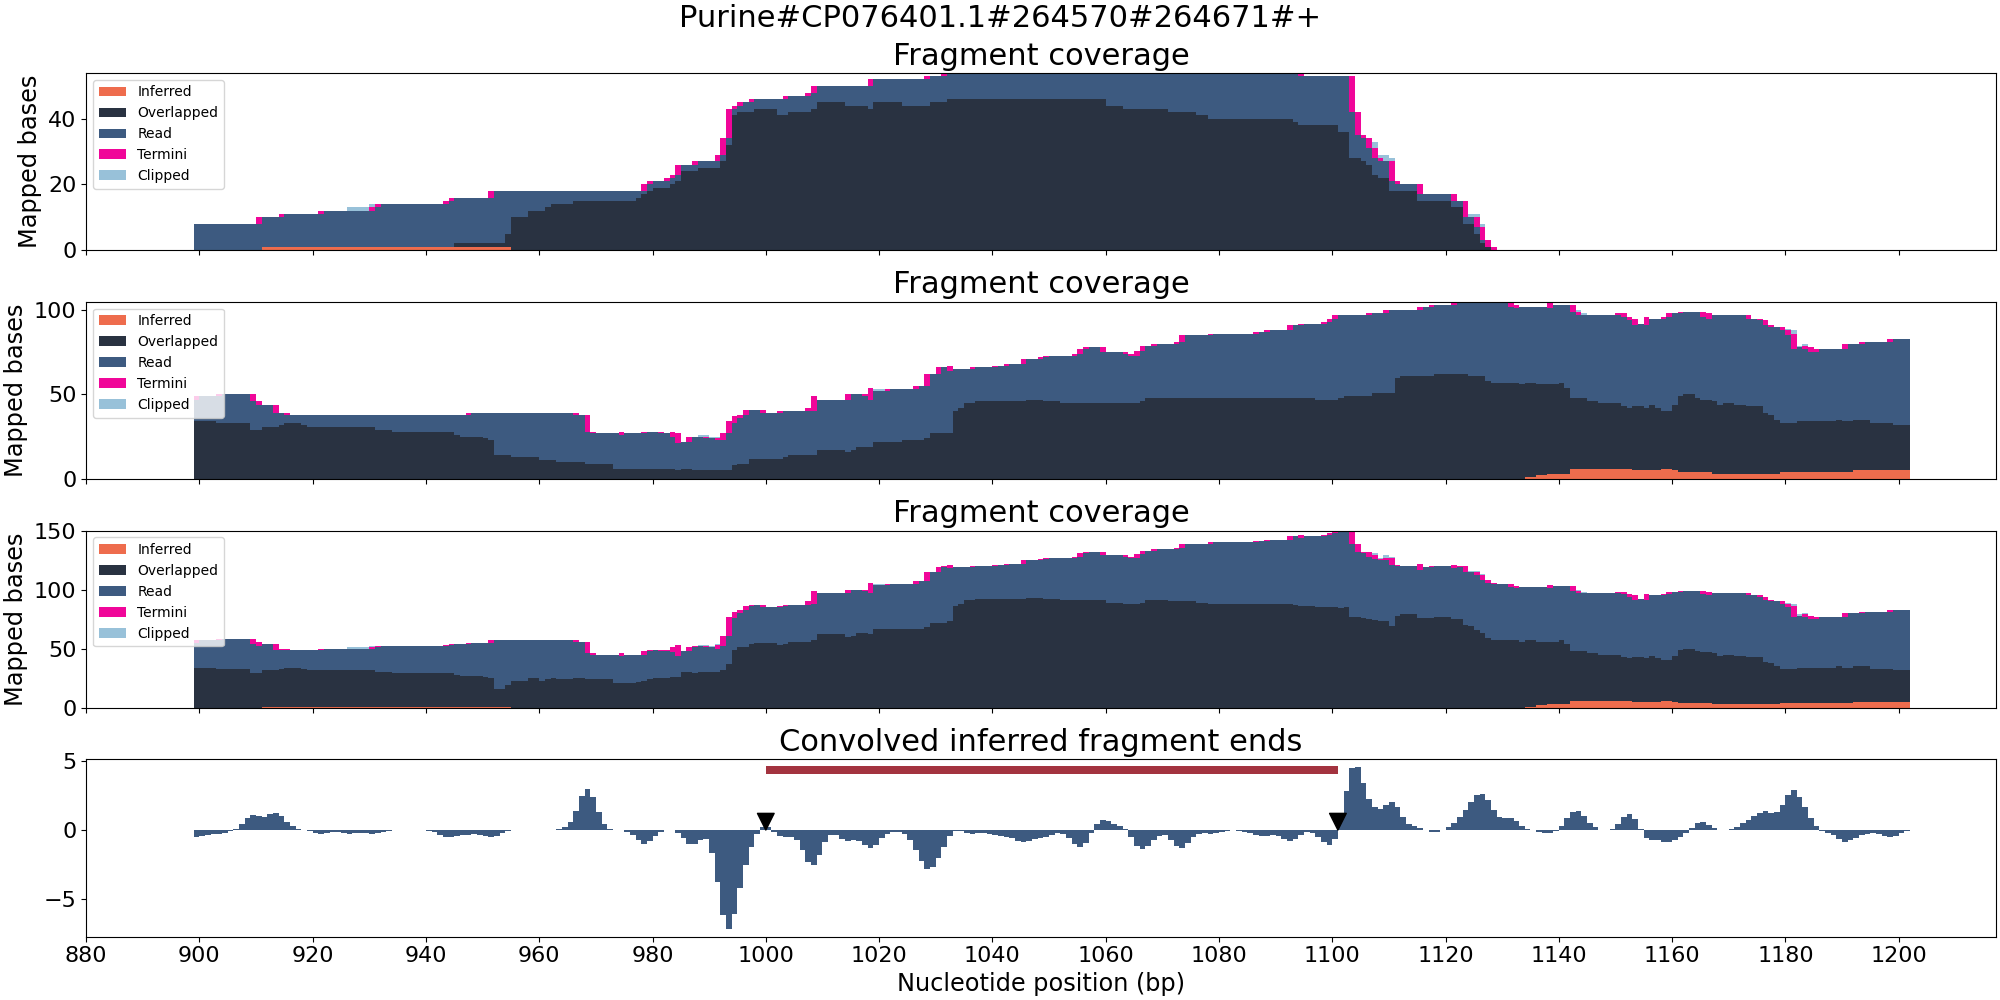 Purine#CP076401.1#264570#264671#+
Fragment coverage
Mapped bases
40
20
0
Inferred
Overlapped
Read
Termini
Clipped
Fragment coverage
Mapped bases
100
50
0
Inferred
Overlapped
Read
Termini
Clipped
Fragment coverage
Mapped bases
150
100
50
0
Inferred
Overlapped
Read
Termini
Clipped
Convolved inferred fragment ends
5
0
−5
880 900 920 940 960 980 1000 1020 1040 1060 1080 1100 1120 1140 1160 1180 1200
Nucleotide position (bp)